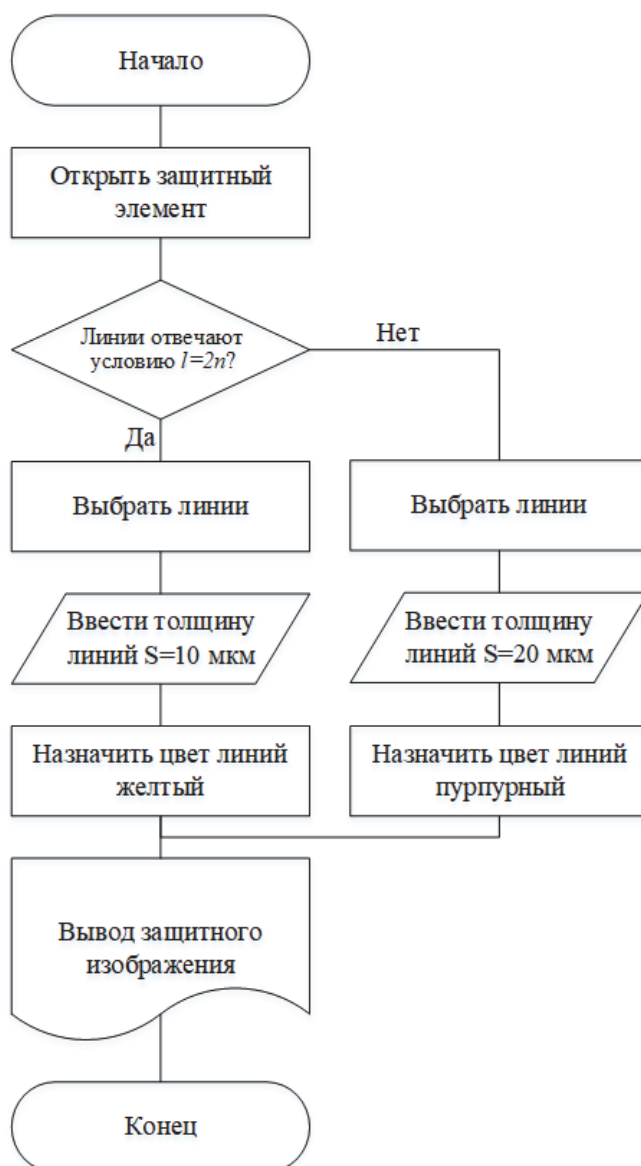 Начало
Открыть защитный
элемент
Линии отвечают
условию l=2n?
Нет
Да
Выбрать линии
Выбрать линии
Ввести толщину
линий S=10 мкм
Ввести толщину
линий S=20 мкм
Назначить цвет линий
желтый
Назначить цвет линий
пурпурный
Вывод защитного
изображения
Конец